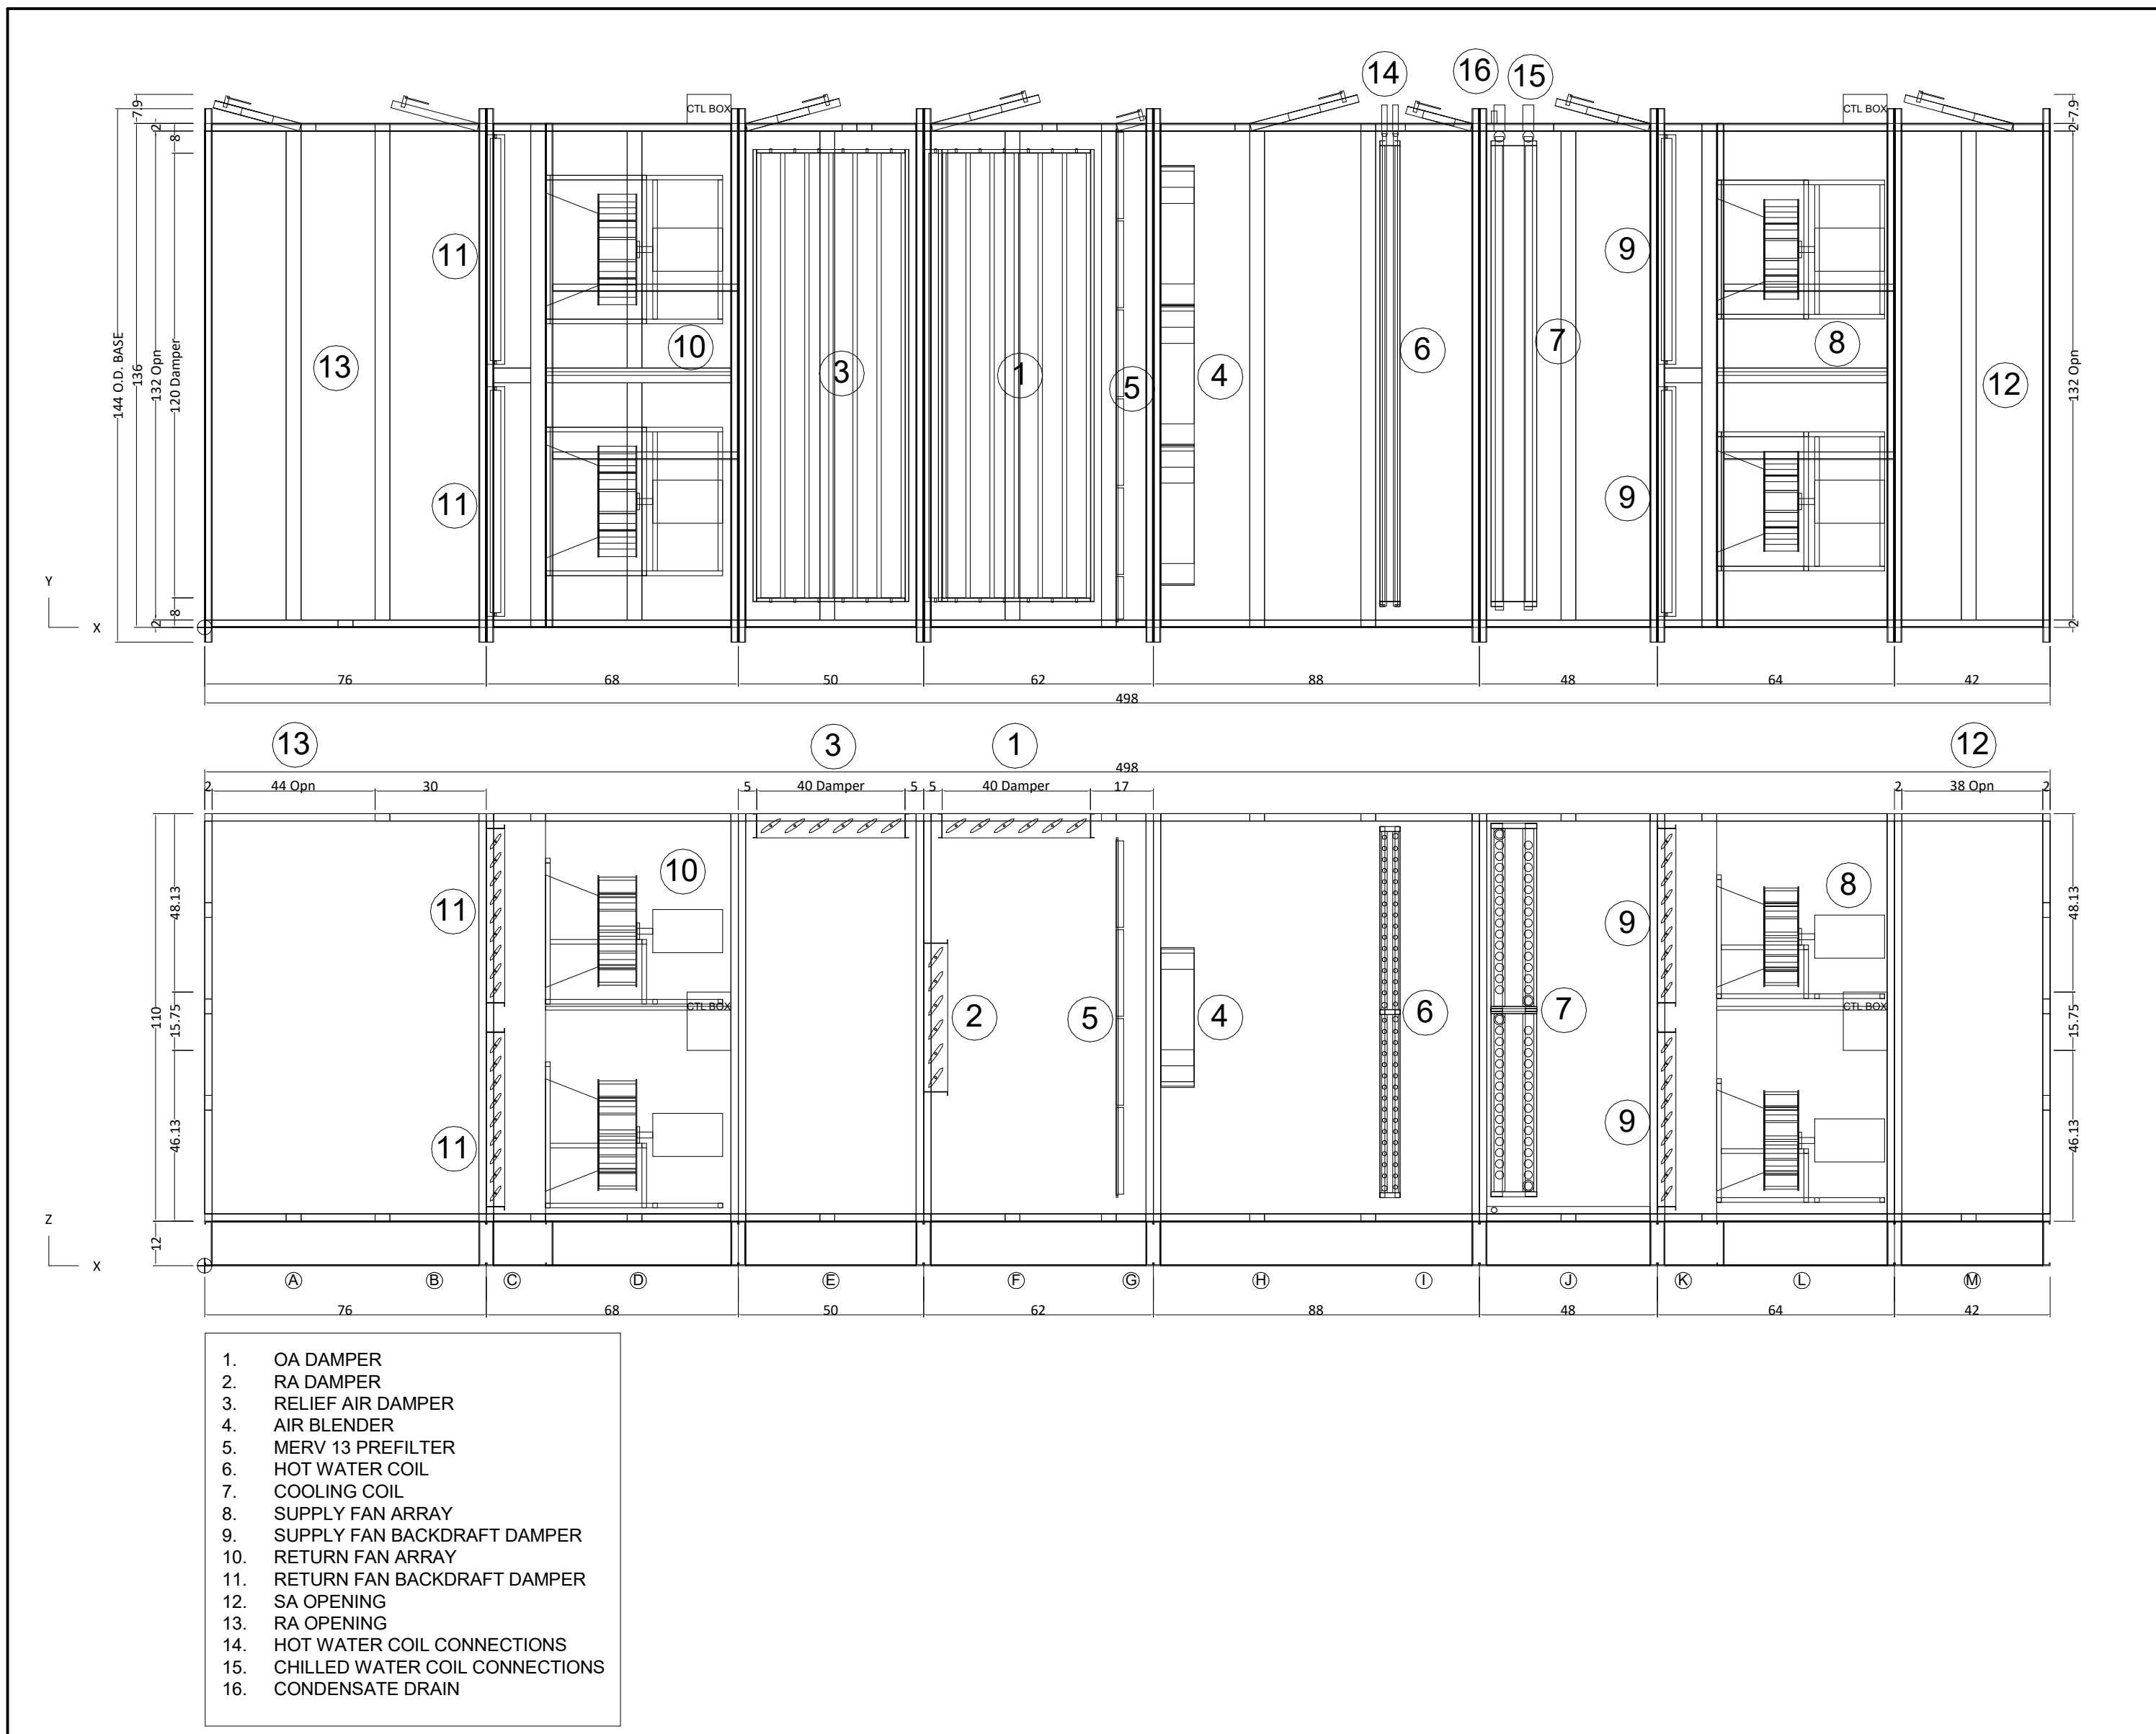 14 16 15
CTL BOX CTL BOX
7.9 2 8 7.9 2
11 9
13 10 3 1 5 4 6 7 8 12
144 O.D. BASE 136 132 Opn 120 Damper 132 Opn
11 9
Y
X
8 2 2
76 68 50 62 88 48 64 42
498
13 3 1 12
498
2 44 Opn 30 5 40 Damper 5 5 40 Damper 17 2 38 Opn 2
48.13 11 10 9 8 48.13
110 15.75 CTL BOX 2 5 4 6 7 CTL BOX 15.75
46.13 11 9 46.13
Z
X
12
A B C D E F G H I J K L M
76 68 50 62 88 48 64 42
1. OA DAMPER
2. RA DAMPER
3. RELIEF AIR DAMPER
4. AIR BLENDER
5. MERV 13 PREFILTER
6. HOT WATER COIL
7. COOLING COIL
8. SUPPLY FAN ARRAY
9. SUPPLY FAN BACKDRAFT DAMPER
10. RETURN FAN ARRAY
11. RETURN FAN BACKDRAFT DAMPER
12. SA OPENING
13. RA OPENING
14. HOT WATER COIL CONNECTIONS
15. CHILLED WATER COIL CONNECTIONS
16. CONDENSATE DRAIN